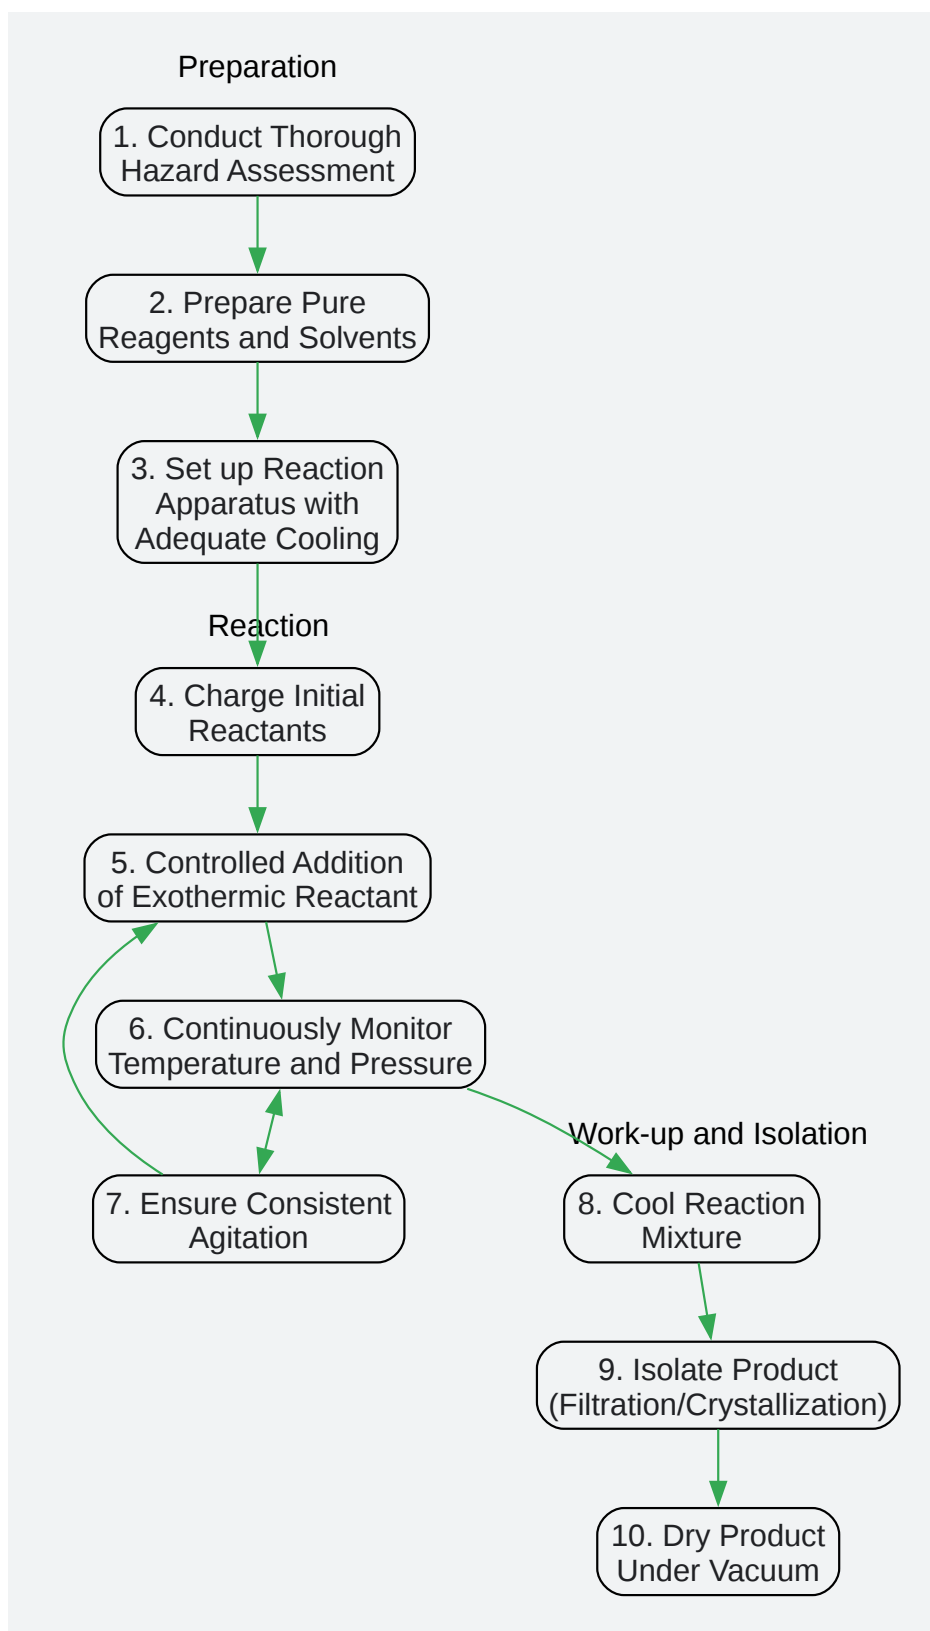 Preparation
1. Conduct Thorough
Hazard Assessment
2. Prepare Pure
Reagents and Solvents
3. Set up Reaction
Apparatus with
Adequate Cooling
Reaction
4. Charge Initial
Reactants
5. Controlled Addition
of Exothermic Reactant
6. Continuously Monitor
Temperature and Pressure
7. Ensure Consistent
Agitation
Work-up and Isolation
8. Cool Reaction
Mixture
9. Isolate Product
(Filtration/Crystallization)
10. Dry Product
Under Vacuum